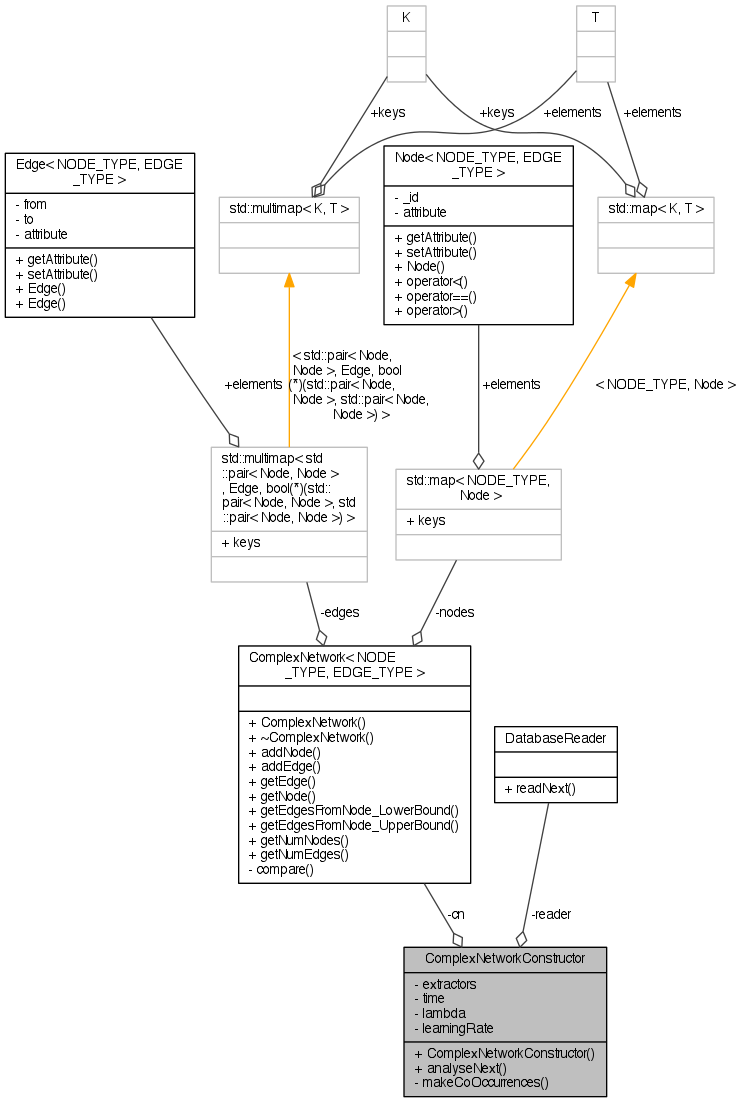 K
T
+keys
+keys
+elements
+elements
Edge< NODE_TYPE, EDGE
_TYPE >
- from
- to
- attribute
+ getAttribute()
+ setAttribute()
+ Edge()
+ Edge()
std::multimap< K, T >
Node< NODE_TYPE, EDGE
_TYPE >
- _id
- attribute
+ getAttribute()
+ setAttribute()
+ Node()
+ operator<()
+ operator==()
+ operator>()
std::map< K, T >
+elements
< std::pair< Node,
Node >, Edge, bool
(*)(std::pair< Node,
Node >, std::pair< Node,
Node >) >
+elements
< NODE_TYPE, Node >
std::multimap< std
::pair< Node, Node >
, Edge, bool(*)(std::
pair< Node, Node >, std
::pair< Node, Node >) >
+ keys
std::map< NODE_TYPE,
Node >
+ keys
-edges
-nodes
ComplexNetwork< NODE
_TYPE, EDGE_TYPE >
+ ComplexNetwork()
+ ~ComplexNetwork()
+ addNode()
+ addEdge()
+ getEdge()
+ getNode()
+ getEdgesFromNode_LowerBound()
+ getEdgesFromNode_UpperBound()
+ getNumNodes()
+ getNumEdges()
- compare()
DatabaseReader
+ readNext()
-cn
-reader
ComplexNetworkConstructor
- extractors
- time
- lambda
- learningRate
+ ComplexNetworkConstructor()
+ analyseNext()
- makeCoOccurrences()